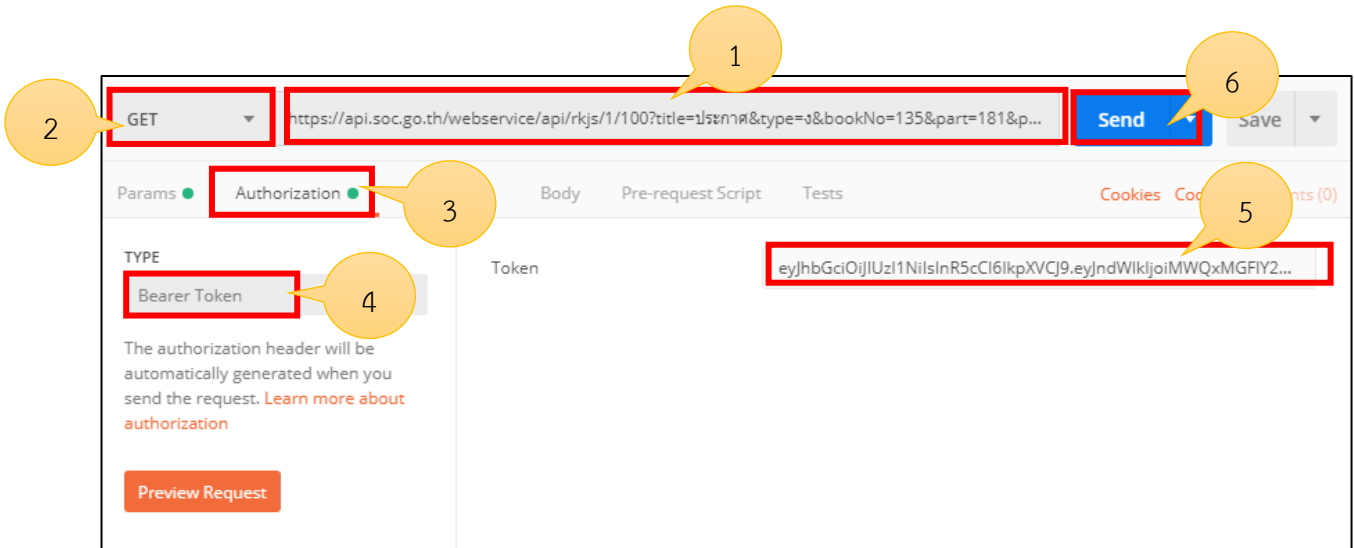 1
6
2
GET
https://api.soc.go.th/webservice/api/rkjs/1/100?title=ประกาศ&type=ง&bookNo=135&part=181&p...
Send
Save
Params
Authorization
3
Body
Pre-request Script
Tests
Cookies
5
(0)
TYPE
Token
Bearer Token
4
The authorization header will be
automatically generated when you
send the request. Learn more about
authorization
Preview Request